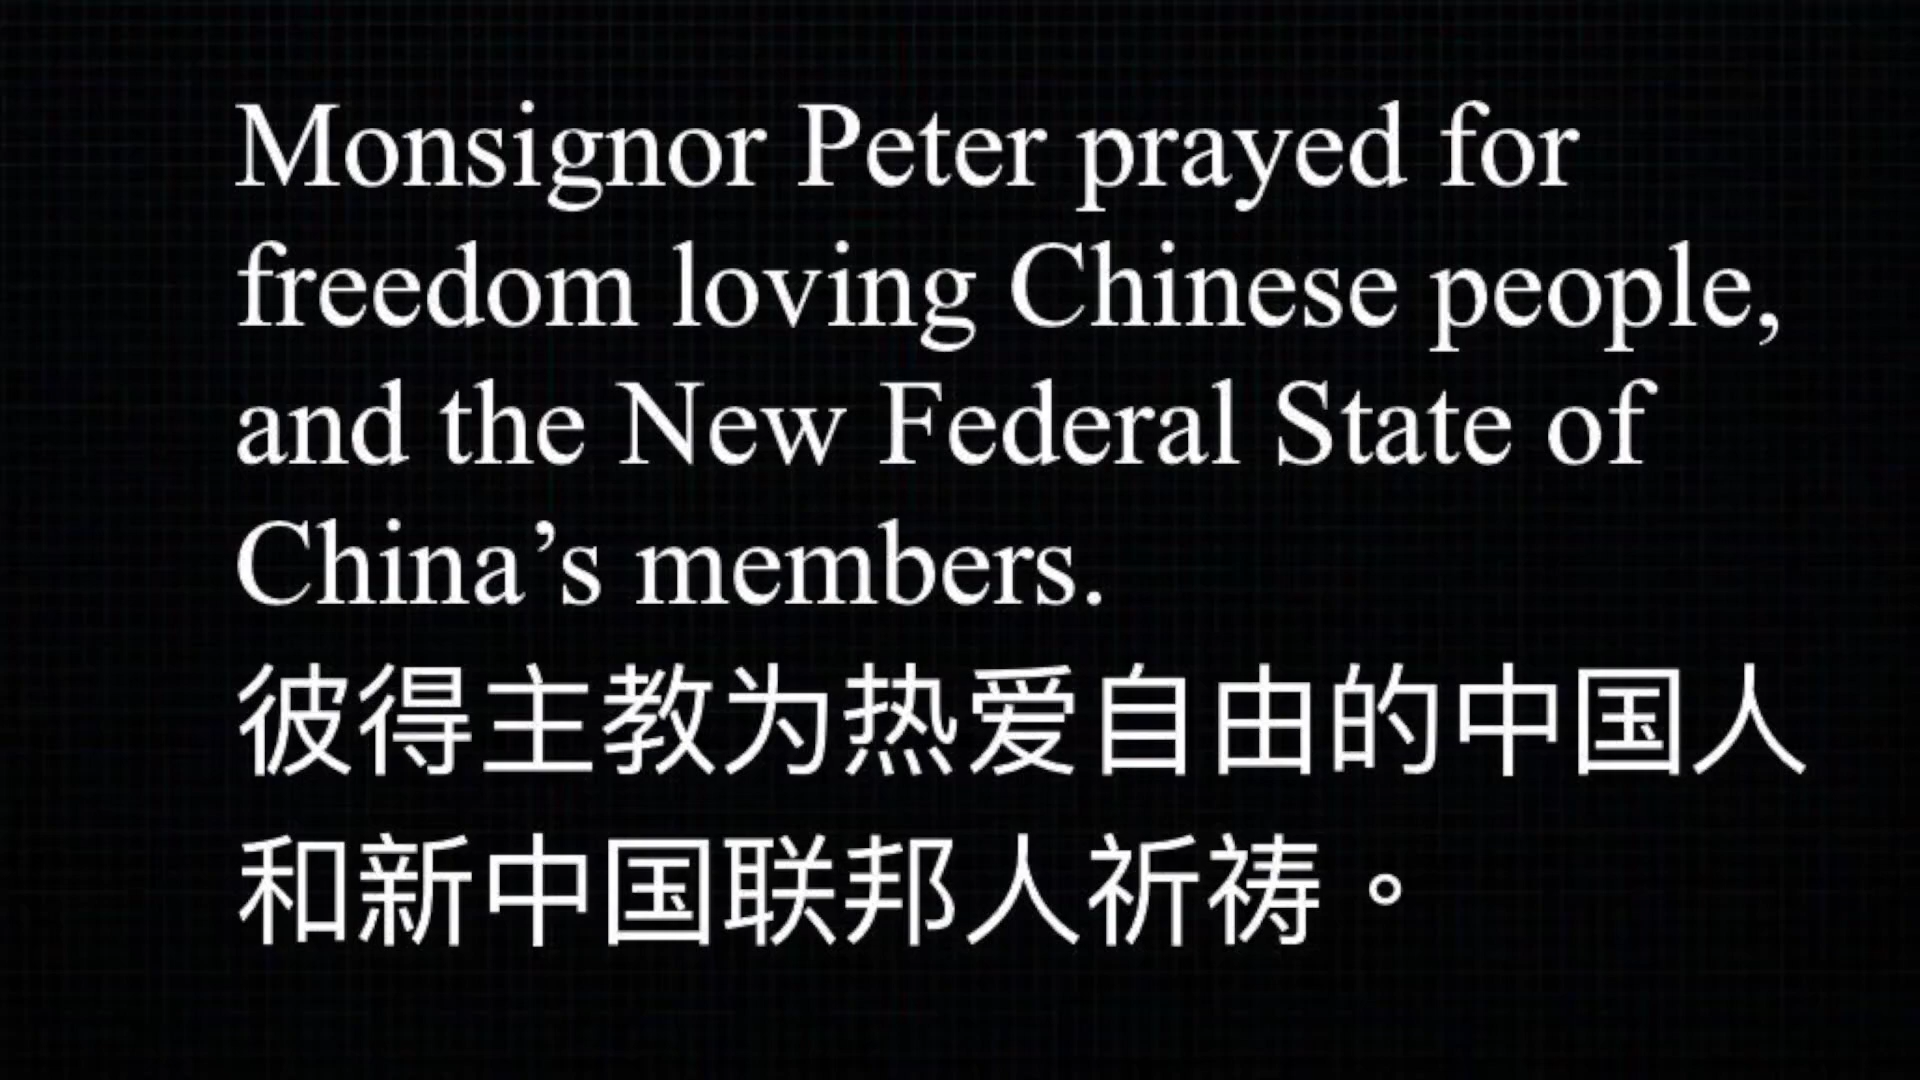 Monsignor Peter prayed for
freedom loving Chinese people,
and the New Federal State of
China’s members.
彼得主教为热爱自由的中国人
和新中国联邦人祈祷。